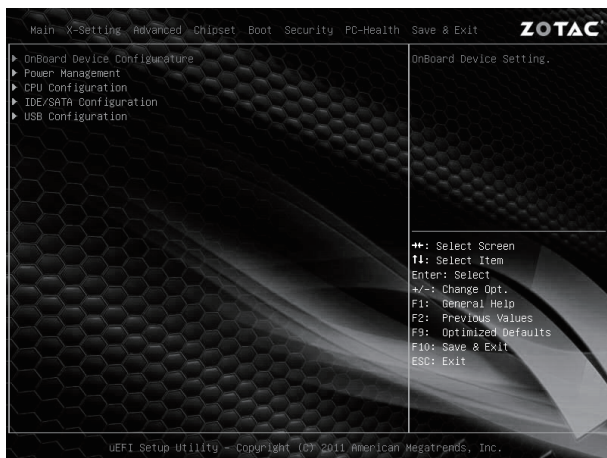 Main X-Setting Advanced Chipset Boot Security PC-Health Save & Exit
ZOTAC
OnBoard Device Configurature
Power Management
CPU Configuration
IDE/SATA Configuration
USB Configuration
OnBoard Device Setting.
→←: Select Screen
↑↓: Select Item
Enter: Select
+/-: Change Opt.
F1: General Help
F2: Previous Values
F9: Optimized Defaults
F10: Save & Exit
ESC: Exit
uEFI Setup Utility - Copyright (C) 2011 American Megatrends, Inc.